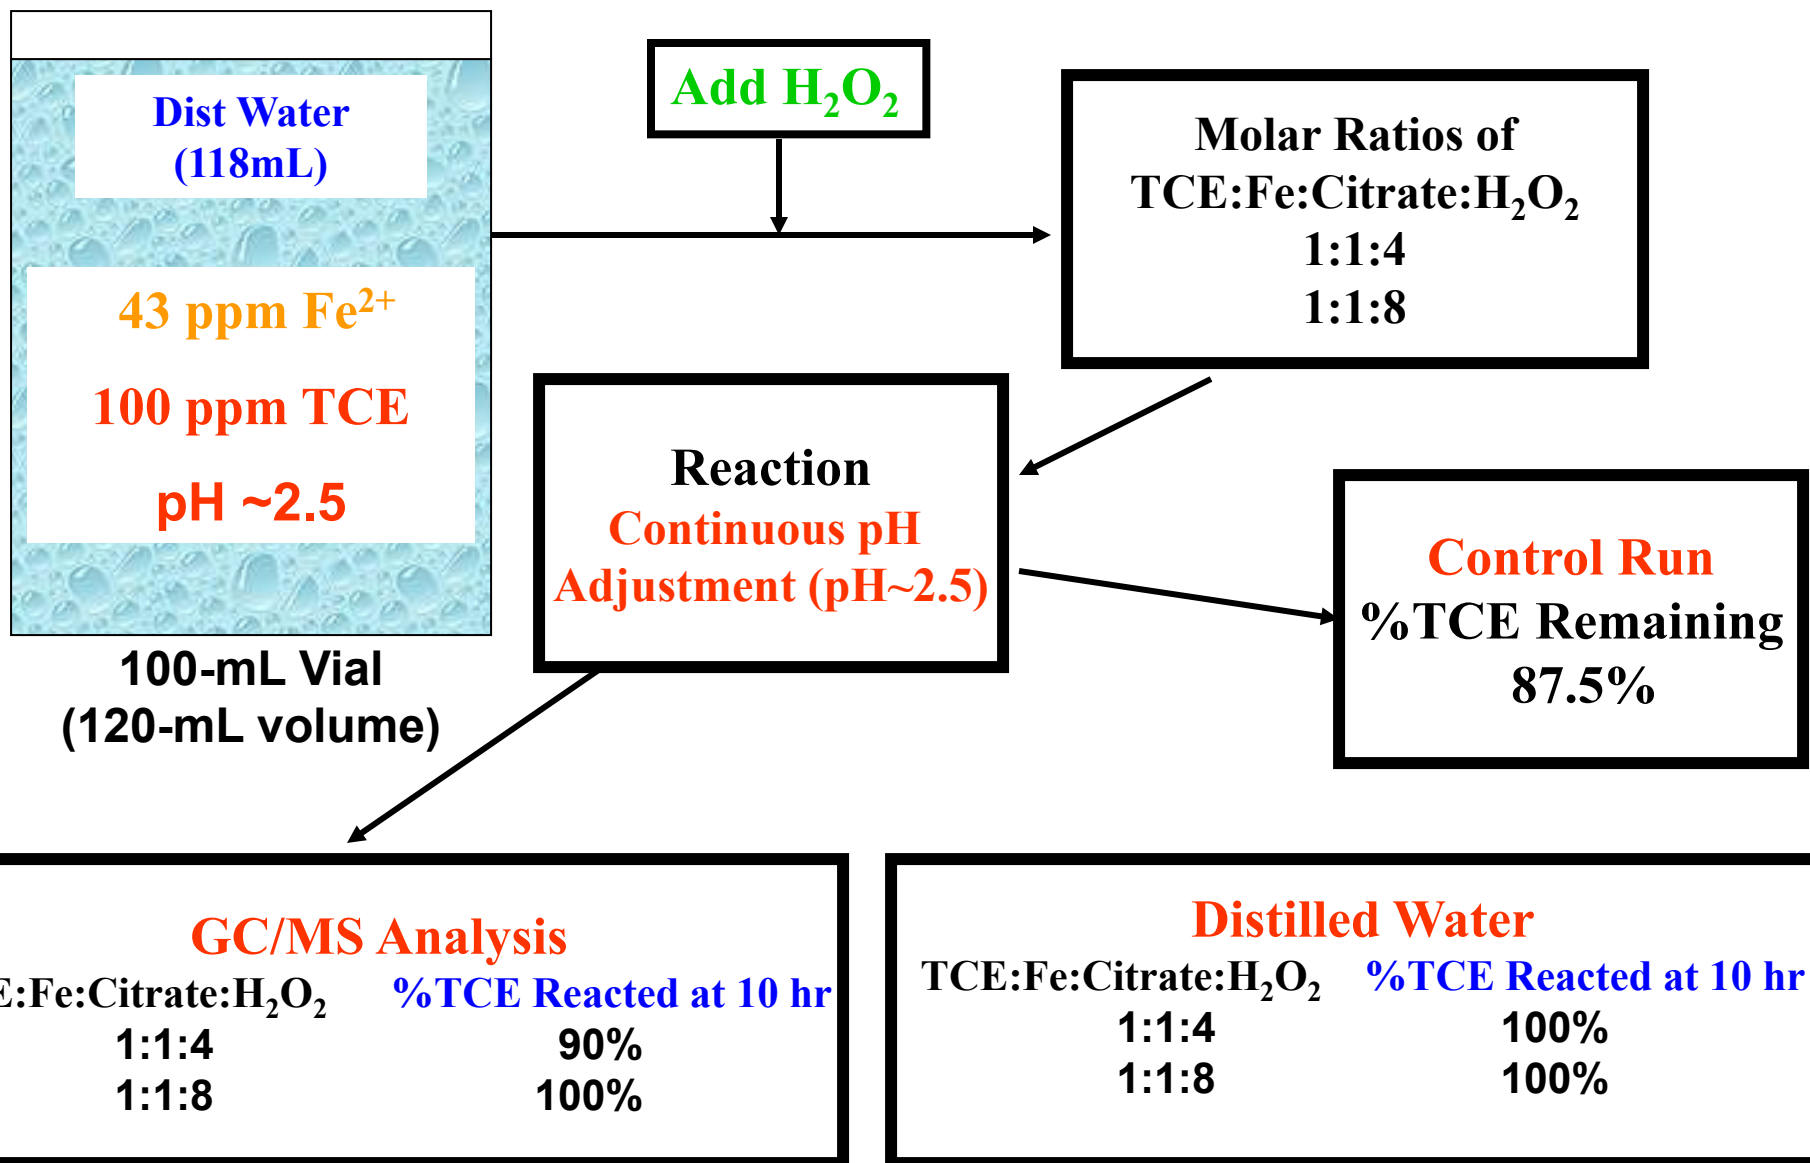 Dist Water
(118mL)
43 ppm Fe²⁺
100 ppm TCE
pH ~2.5
100-mL Vial
(120-mL volume)
Add H₂O₂
Molar Ratios of
TCE:Fe:Citrate:H₂O₂
1:1:4
1:1:8
Reaction
Continuous pH
Adjustment (pH~2.5)
Control Run
%TCE Remaining
87.5%
GC/MS Analysis
E:Fe:Citrate:H₂O₂ %TCE Reacted at 10 hr
1:1:4 90%
1:1:8 100%
Distilled Water
TCE:Fe:Citrate:H₂O₂ %TCE Reacted at 10 hr
1:1:4 100%
1:1:8 100%